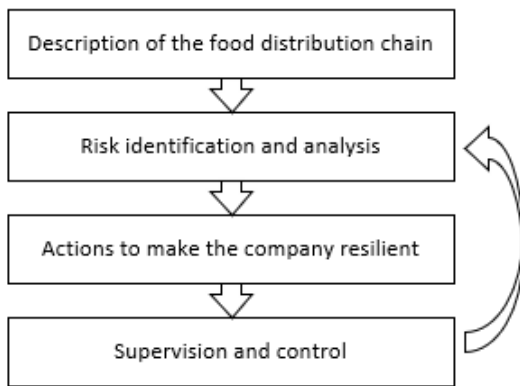 Description of the food distribution chain
Risk identification and analysis
Actions to make the company resilient
Supervision and control